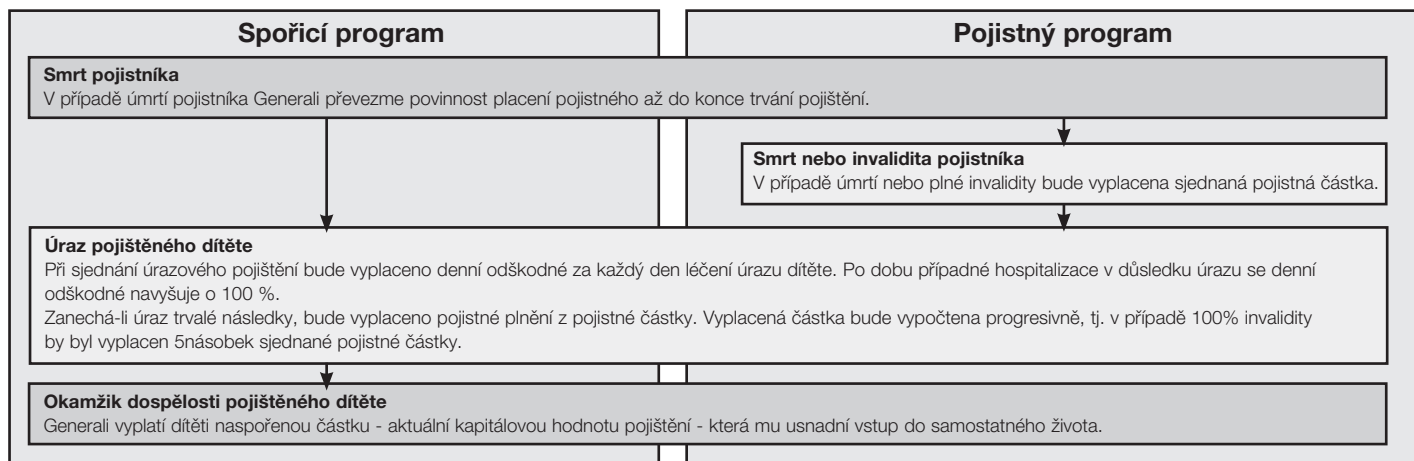 Spořicí program
Pojistný program
Smrt pojistníka
V případě úmrtí pojistníka Generali převezme povinnost placení pojistného až do konce trvání pojištění.
Smrt nebo invalidita pojistníka
V případě úmrtí nebo plné invalidity bude vyplacena sjednaná pojistná částka.
Úraz pojištěného dítěte
Při sjednání úrazového pojištění bude vyplaceno denní odškodné za každý den léčení úrazu dítěte. Po dobu případné hospitalizace v důsledku úrazu se denní
odškodné navyšuje o 100 %.
Zanechá-li úraz trvalé následky, bude vyplaceno pojistné plnění z pojistné částky. Vyplacená částka bude vypočtena progresivně, tj. v případě 100% invalidity
by byl vyplacen 5násobek sjednané pojistné částky.
Okamžik dospělosti pojištěného dítěte
Generali vyplatí dítěti naspořenou částku - aktuální kapitálovou hodnotu pojištění - která mu usnadní vstup do samostatného života.